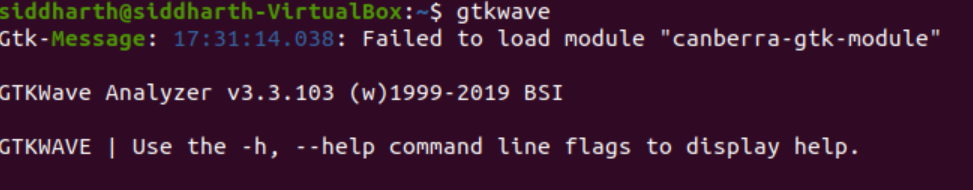 siddharth@siddharth-VirtualBox:~$ gtkwave
Gtk-Message: 17:31:14.038: Failed to load module "canberra-gtk-module"
GTKWave Analyzer v3.3.103 (w)1999-2019 BSI
GTKWAVE | Use the -h, --help command line flags to display help.